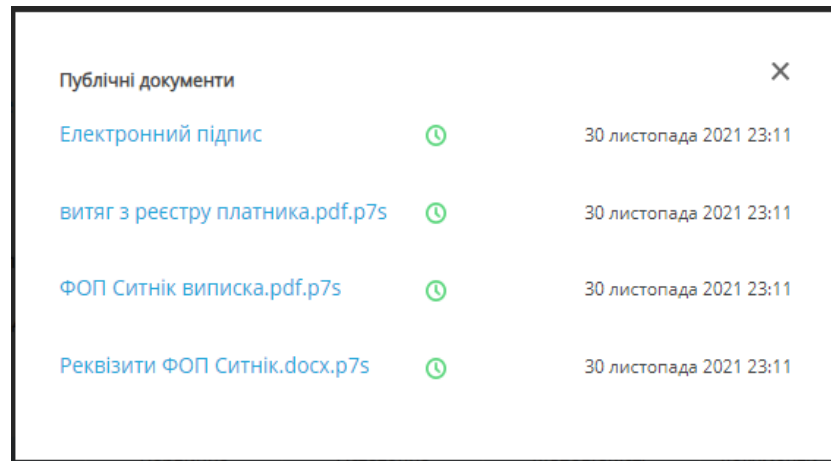 Публічні документи
Електронний підпис 30 листопада 2021 23:11
витяг з реєстру платника.pdf.p7s 30 листопада 2021 23:11
ФОП Ситнік виписка.pdf.p7s 30 листопада 2021 23:11
Реквізити ФОП Ситнік.docx.p7s 30 листопада 2021 23:11